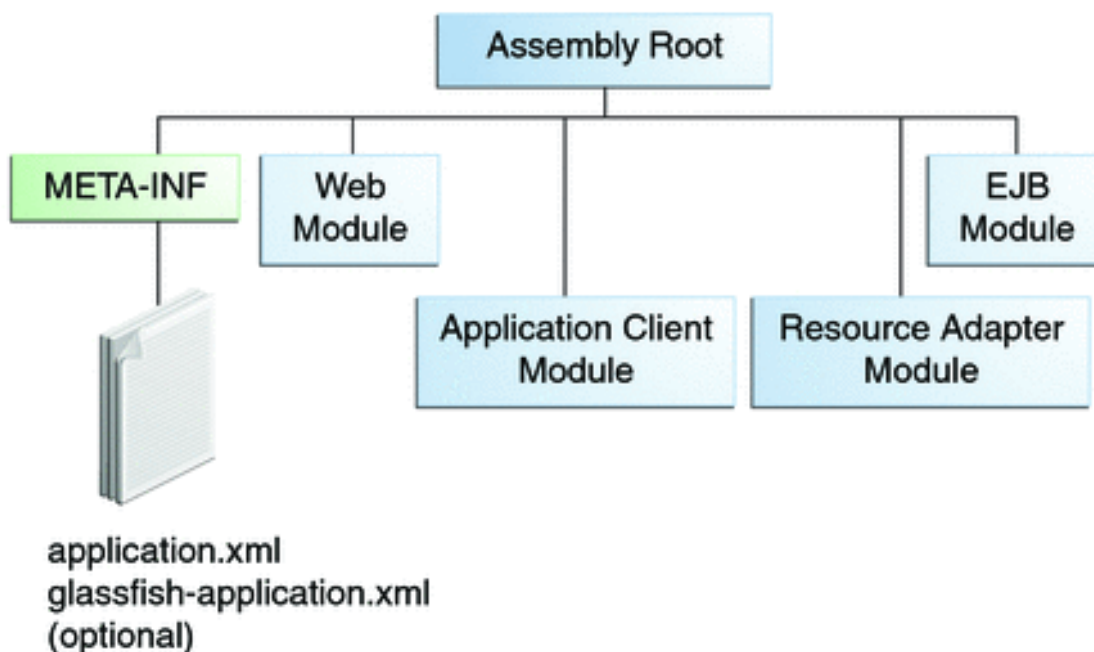 Assembly Root
META-INF
Web
Module
EJB
Module
Application Client
Module
Resource Adapter
Module
application.xml
glassfish-application.xml
(optional)